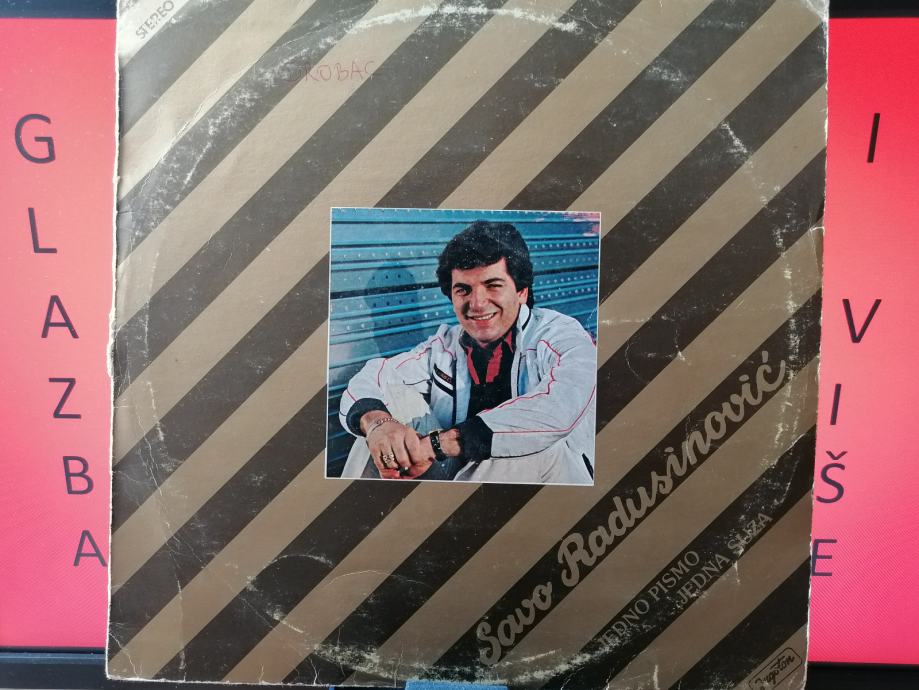 STEREO
GLAZBA
I VIŠE
Savo Radusinović
JEDNO PISMO
JEDNA SUZA
Jugoton